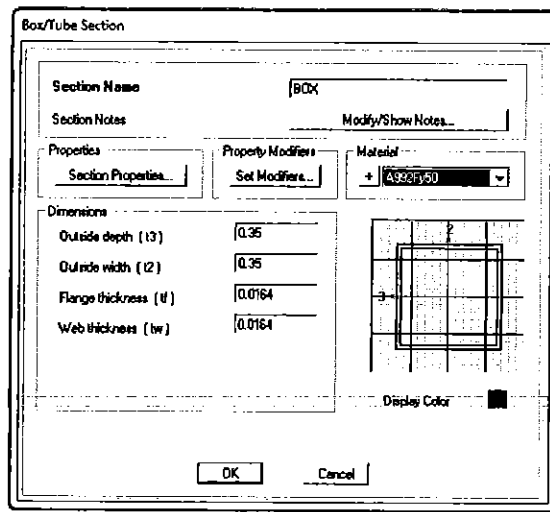 Box/Tube Section
Section Name
BOX
Section Notes
Modify/Show Notes...
Properties
Section Properties...
Property Modifiers
Set Modifiers...
Material
+
A992Fy50
Dimensions
Outside depth ( t3 )
0.35
Outside width ( t2 )
0.35
Flange thickness ( tf )
0.0164
Web thickness ( tw )
0.0164
2
3
Display Color
OK
Cancel